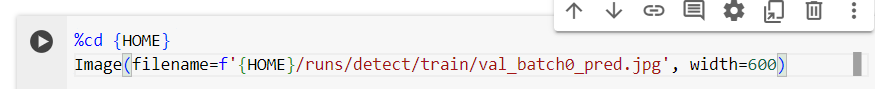 %cd {HOME}
Image(filename=f'{HOME}/runs/detect/train/val_batch0_pred.jpg', width=600)